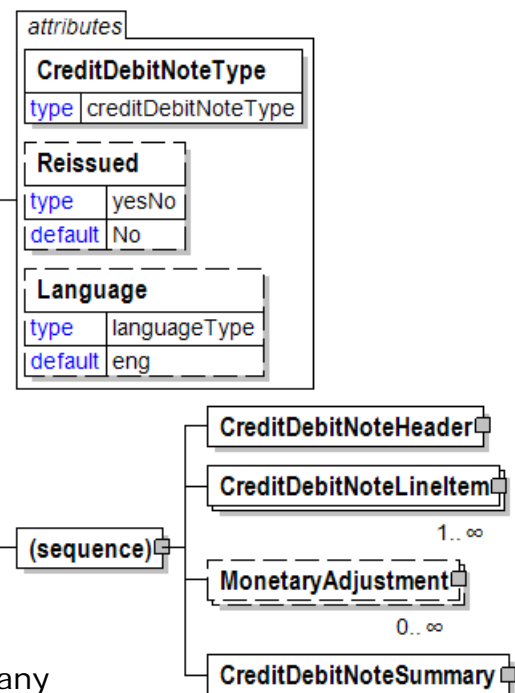 attributes
CreditDebitNoteType
type creditDebitNoteType
Reissued
type yesNo
default No
Language
type languageType
default eng
CreditDebitNoteHeader
CreditDebitNoteLineItem
1.. ∞
(sequence)
MonetaryAdjustment
0.. ∞
any
CreditDebitNoteSummary